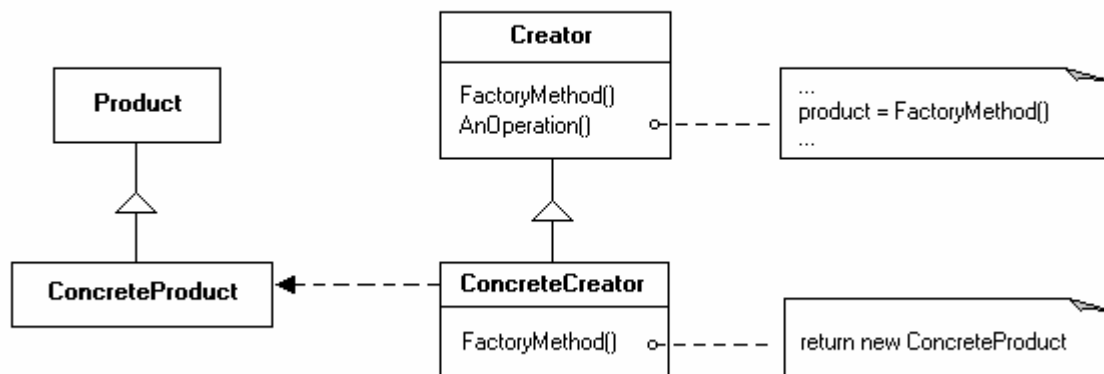 Creator
Product
FactoryMethod()
AnOperation()
...
product = FactoryMethod()
...
ConcreteProduct
ConcreteCreator
FactoryMethod()
return new ConcreteProduct